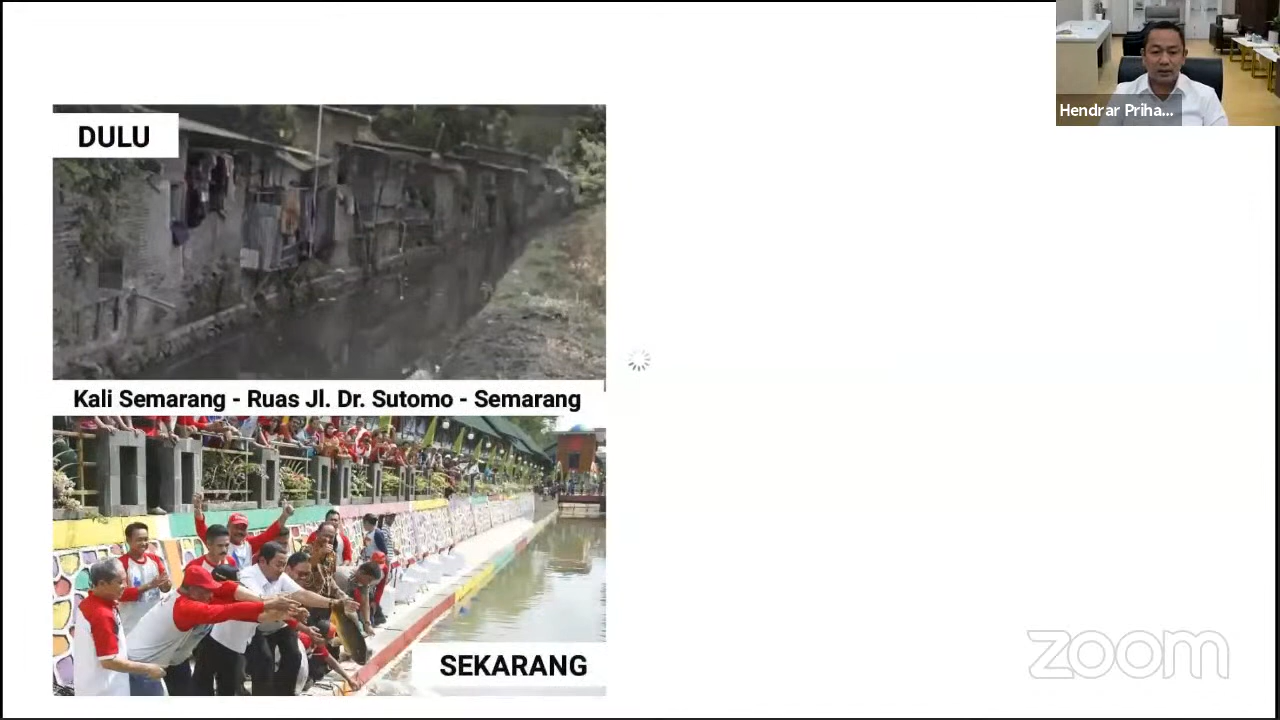 Hendrar Priha...
DULU
Kali Semarang - Ruas Jl. Dr. Sutomo - Semarang
SEKARANG
zoom